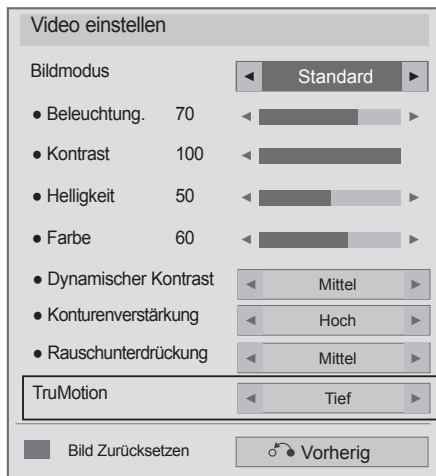 Video einstellen
Bildmodus ◄ Standard ►
● Beleuchtung. 70 ◄ ►
● Kontrast 100 ◄
● Helligkeit 50 ◄ ►
● Farbe 60 ◄ ►
● Dynamischer Kontrast ◄ Mittel ►
● Konturenverstärkung ◄ Hoch ►
● Rauschunterdrückung ◄ Mittel ►
TruMotion ◄ Tief ►
Bild Zurücksetzen Vorherig